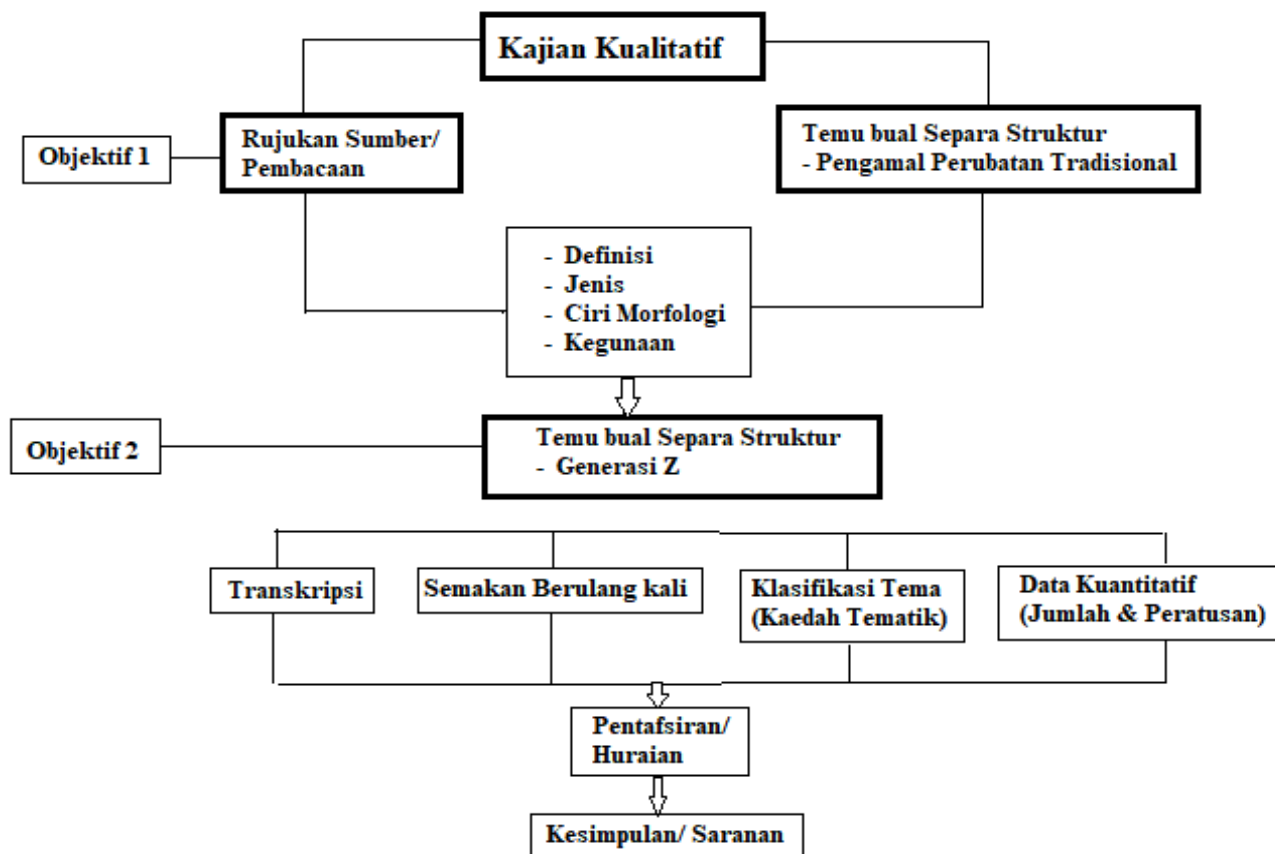 Kajian Kualitatif
Objektif 1
Rujukan Sumber/
Pembacaan
Temu bual Separa Struktur
- Pengamal Perubatan Tradisional
- Definisi
- Jenis
- Ciri Morfologi
- Kegunaan
Objektif 2
Temu bual Separa Struktur
- Generasi Z
Transkripsi
Semakan Berulang kali
Klasifikasi Tema
(Kaedah Tematik)
Data Kuantitatif
(Jumlah & Peratusan)
Pentafsiran/
Huraian
Kesimpulan/ Saranan